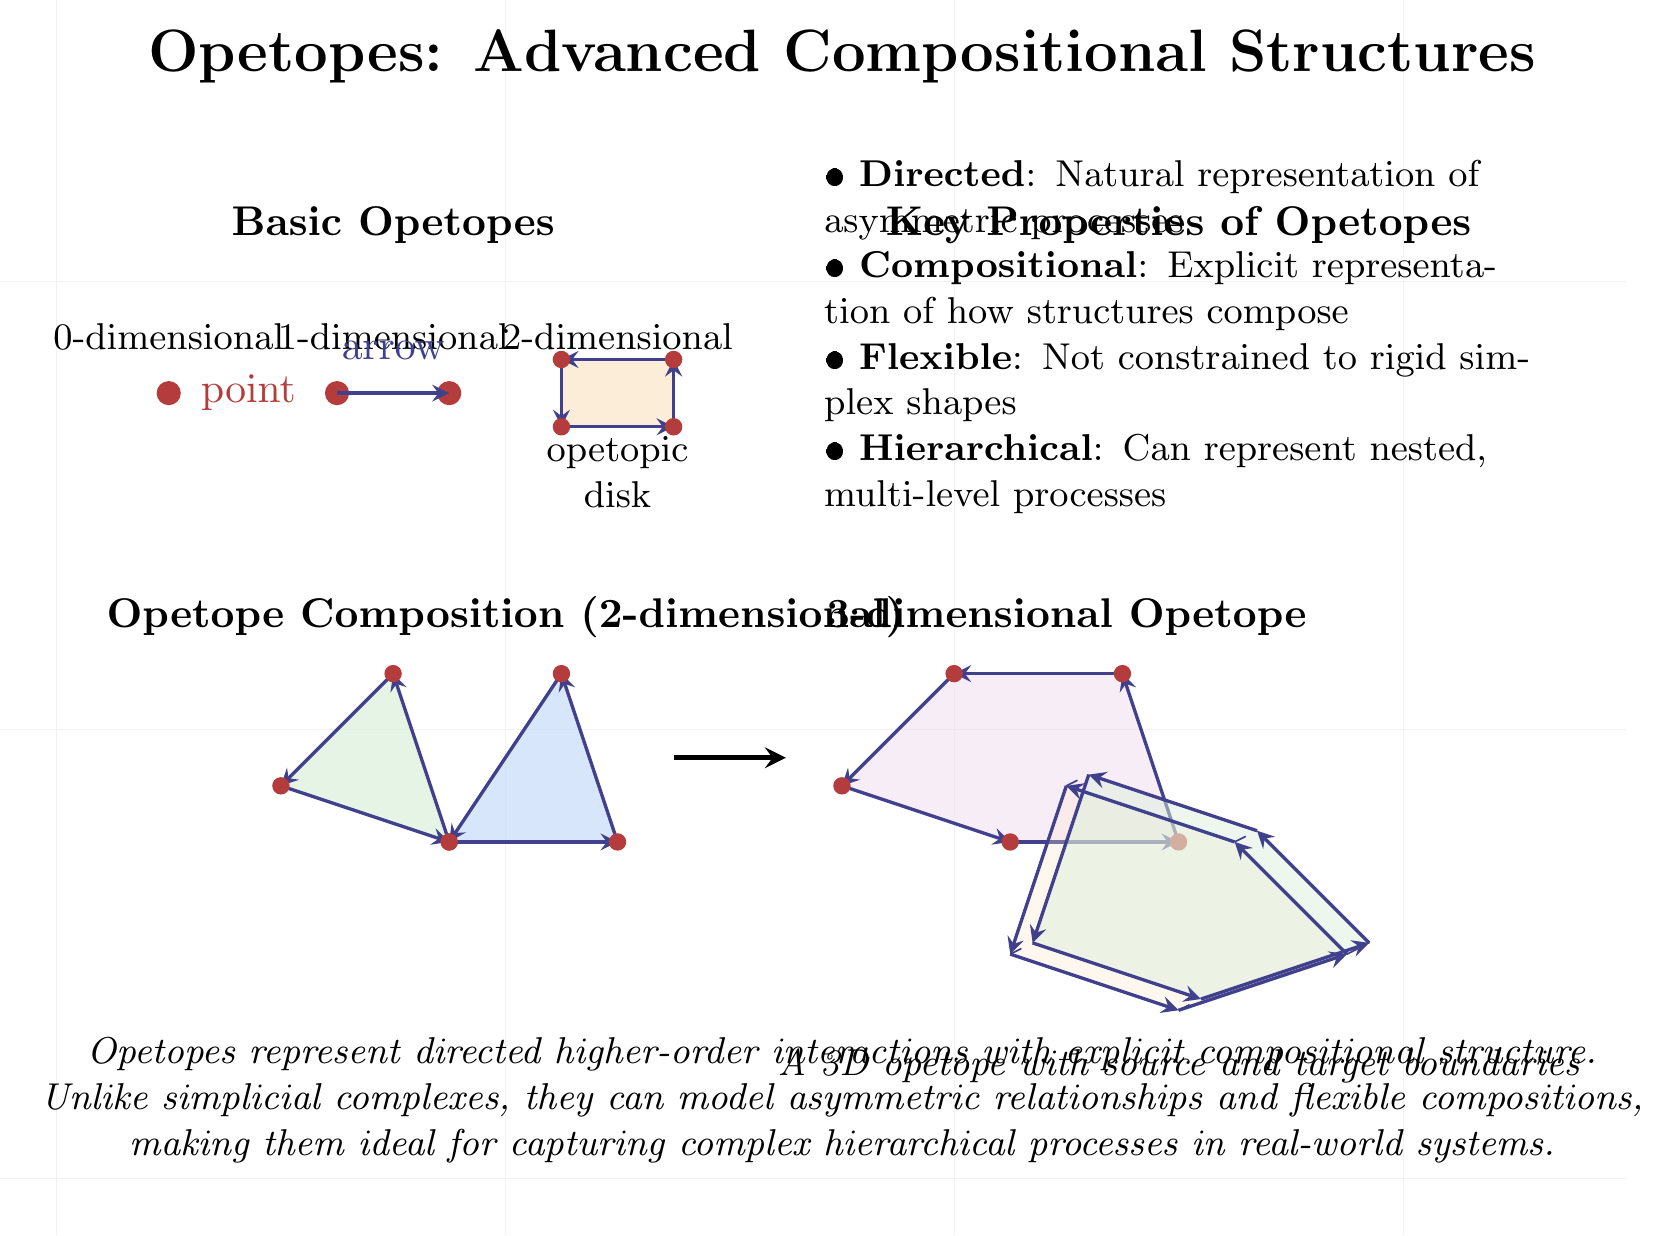 Opetopes: Advanced Compositional Structures
Basic Opetopes
0-dimensional
1-dimensional
2-dimensional
point
arrow
opetopic
disk
Key Properties of Opetopes
• Directed: Natural representation of
asymmetric processes
• Compositional: Explicit representa-
tion of how structures compose
• Flexible: Not constrained to rigid sim-
plex shapes
• Hierarchical: Can represent nested,
multi-level processes
Opetope Composition (2-dimensional)
3-dimensional Opetope
A 3D opetope with source and target boundaries
Opetopes represent directed higher-order interactions with explicit compositional structure.
Unlike simplicial complexes, they can model asymmetric relationships and flexible compositions,
making them ideal for capturing complex hierarchical processes in real-world systems.